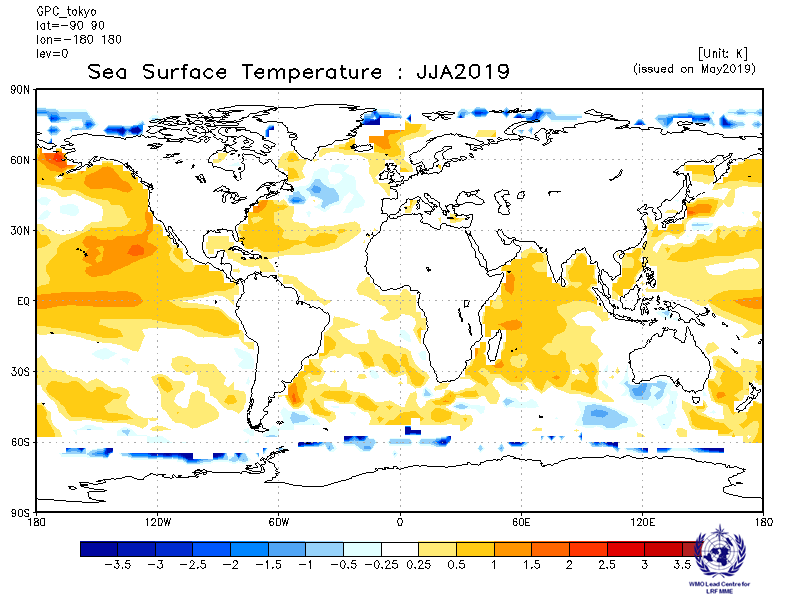 GPC_tokyo
lat=-90 90
lon=-180 180
lev=0
[Unit: K]
Sea Surface Temperature : JJA2019
(issued on May2019)
90N
60N
30N
EQ
30S
60S
90S
180 120W 60W 0 60E 120E 180
-3.5 -3 -2.5 -2 -1.5 -1 -0.5 -0.25 0.25 0.5 1 1.5 2 2.5 3 3.5
WMO Lead Centre for
LRF MME